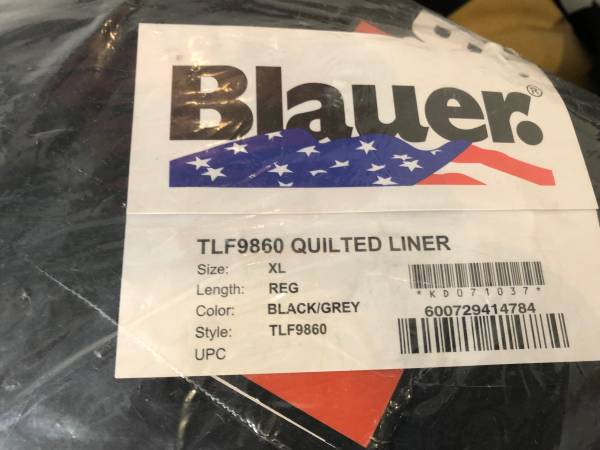 Blauer.®
TLF9860 QUILTED LINER
Size: XL
Length: REG
Color: BLACK/GREY
Style: TLF9860
UPC
*KD071037*
600729414784